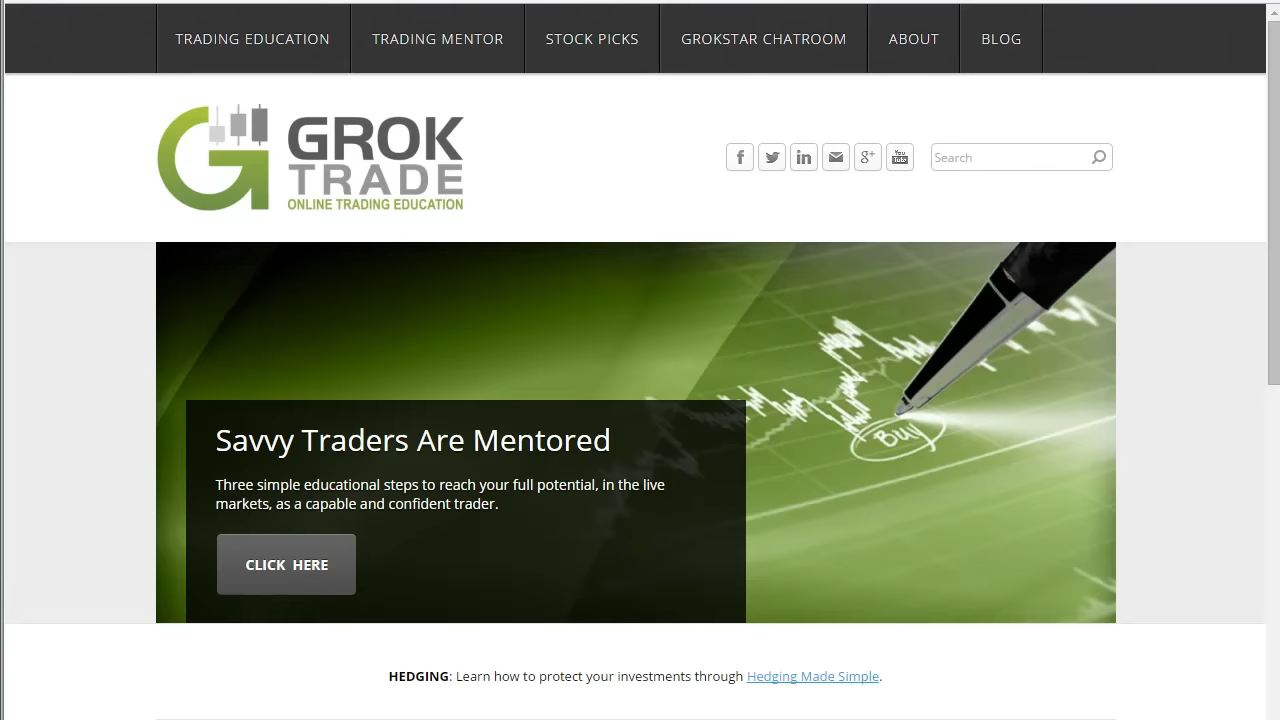 TRADING EDUCATION
TRADING MENTOR
STOCK PICKS
GROKSTAR CHATROOM
ABOUT
BLOG
GROK
TRADE
ONLINE TRADING EDUCATION
You
Tube
Search
Buy
Savvy Traders Are Mentored
Three simple educational steps to reach your full potential, in the live
markets, as a capable and confident trader.
CLICK HERE
HEDGING: Learn how to protect your investments through Hedging Made Simple.